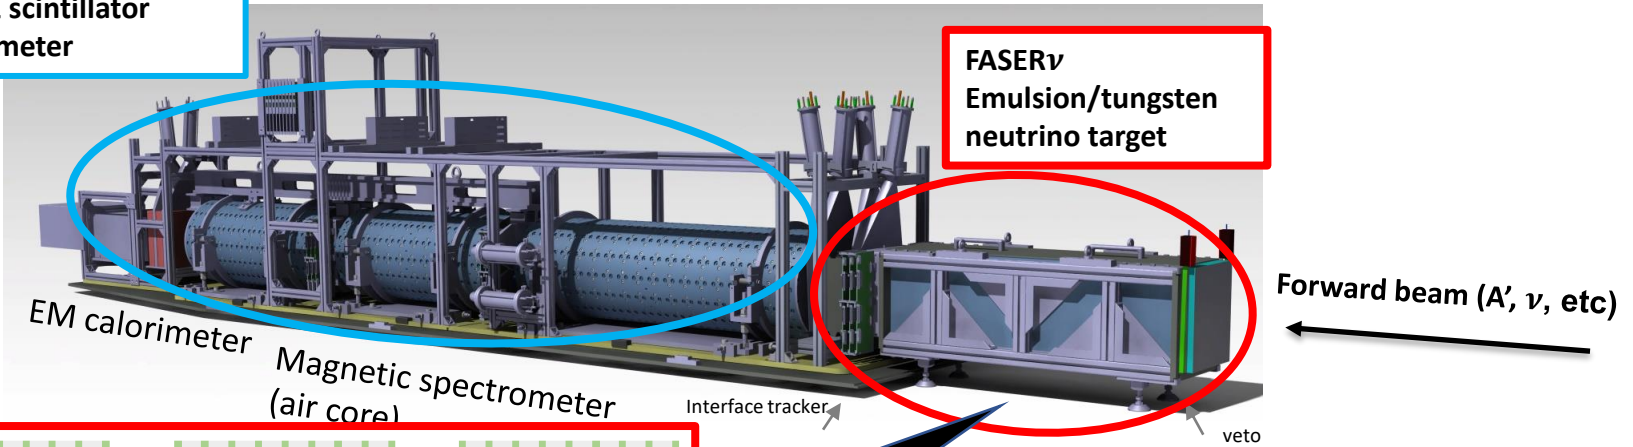 scintillator
meter
FASERν
Emulsion/tungsten
neutrino target
Forward beam (A’, ν, etc)
EM calorimeter
Magnetic spectrometer
(air core)
Interface tracker
veto